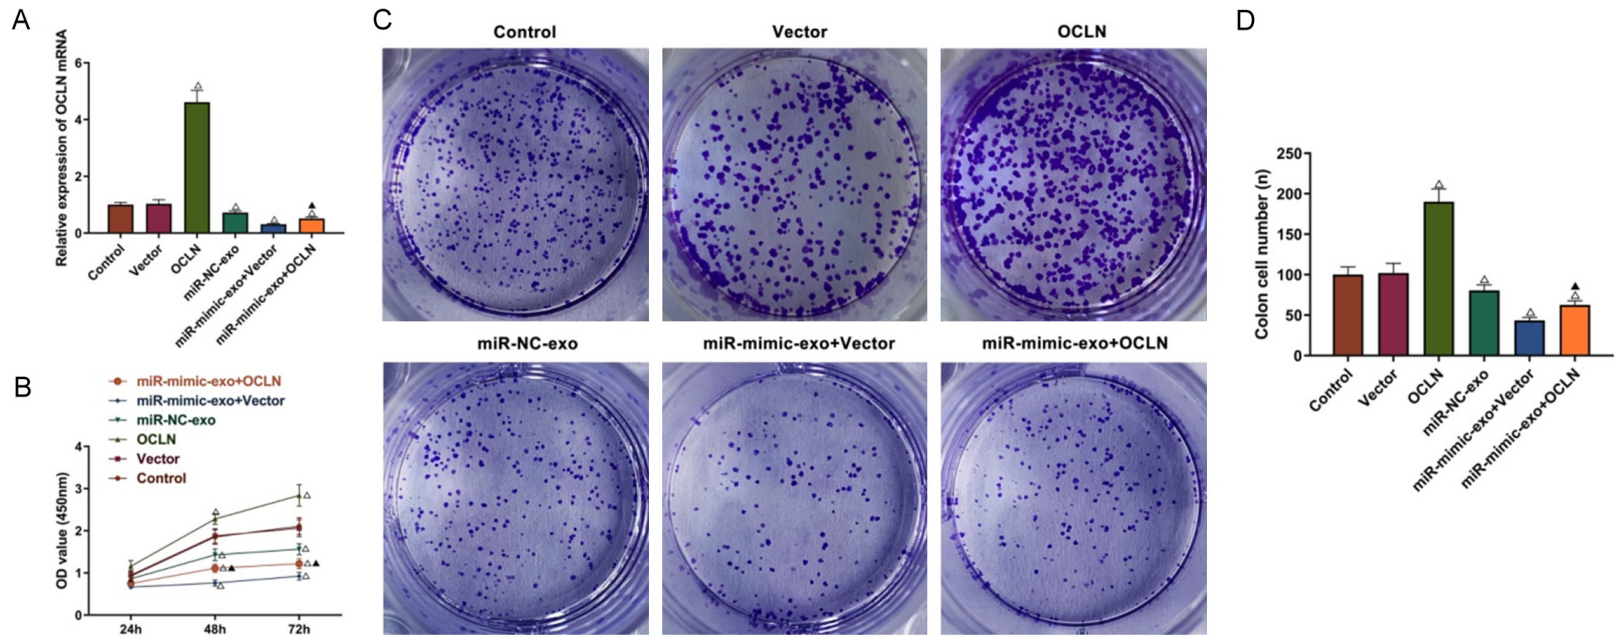 A
Relative expression of OCLN mRNA
6
4
2
0
Control
Vector
OCLN
miR-NC-exo
miR-mimic-exo+Vector
miR-mimic-exo+OCLN
B
miR-mimic-exo+OCLN
miR-mimic-exo+Vector
miR-NC-exo
OCLN
Vector
Control
OD value (450nm)
4
3
2
1
0
24h
48h
72h
C
Control
Vector
OCLN
miR-NC-exo
miR-mimic-exo+Vector
miR-mimic-exo+OCLN
D
Colon cell number (n)
250
200
150
100
50
0
Control
Vector
OCLN
miR-NC-exo
miR-mimic-exo+Vector
miR-mimic-exo+OCLN